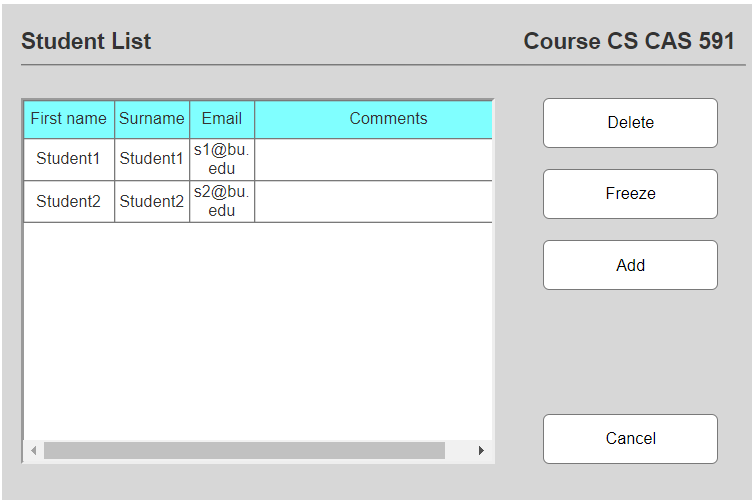 Student List Course CS CAS 591
First name Surname Email Comments
Student1 Student1 s1@bu.
edu
Student2 Student2 s2@bu.
edu
Delete
Freeze
Add
Cancel